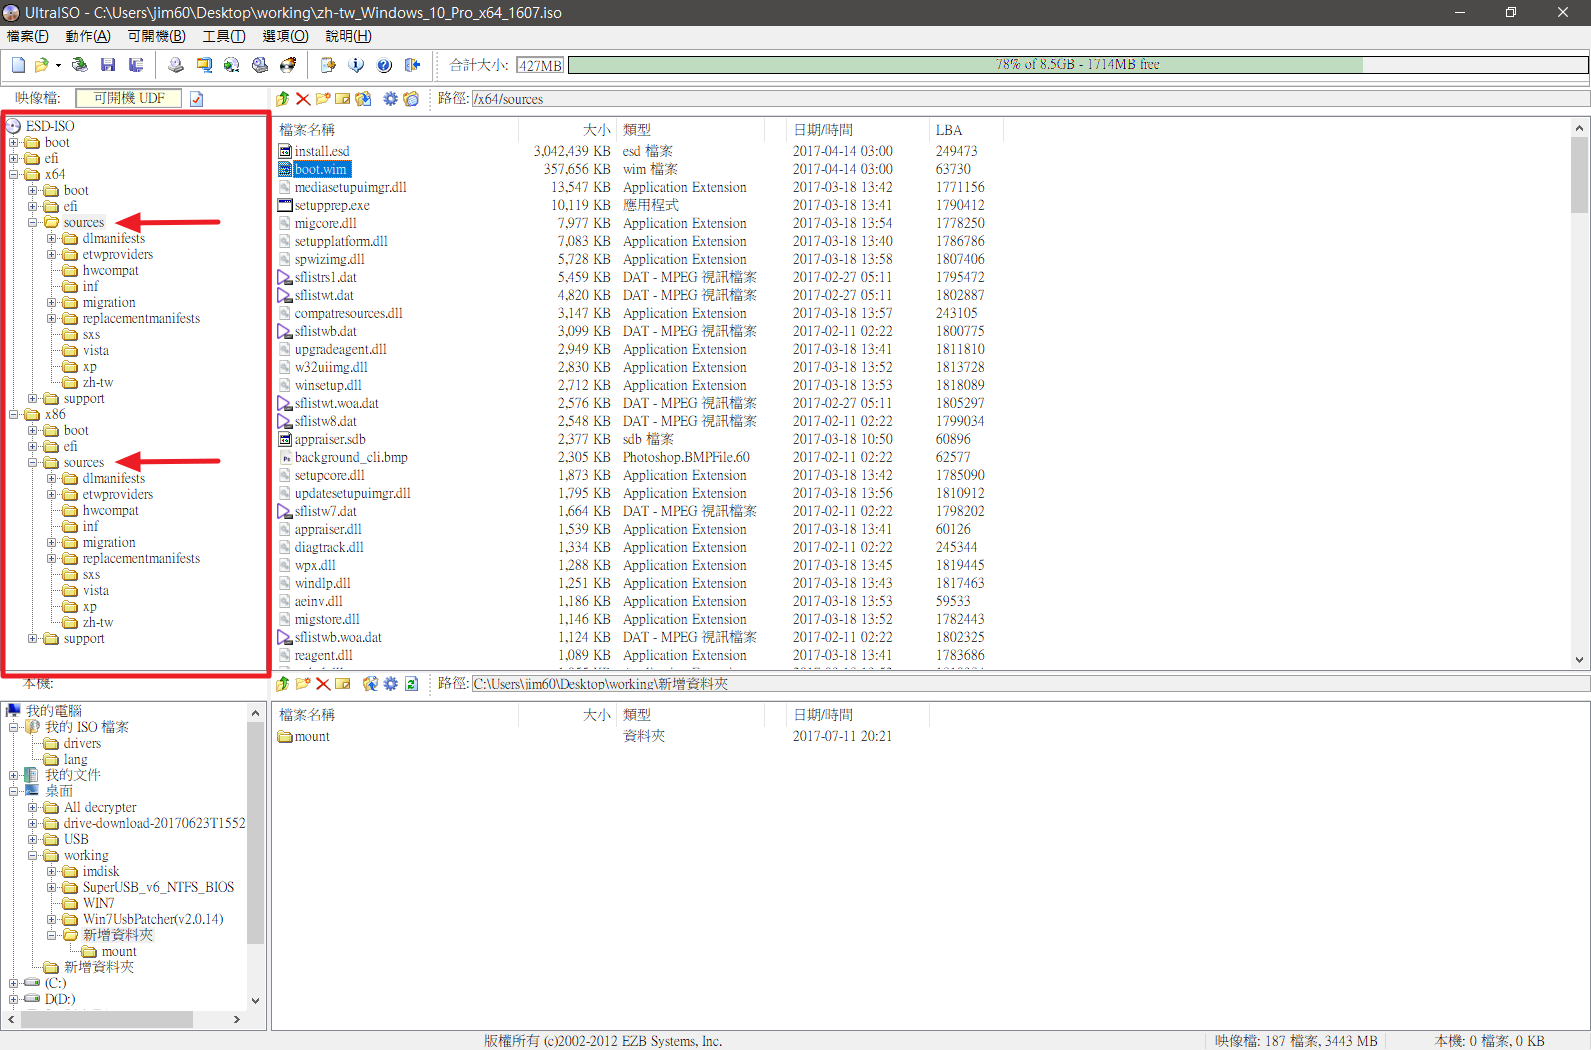 UltraISO - C:\Users\jim60\Desktop\working\zh-tw_Windows_10_Pro_x64_1607.iso
檔案(F) 動作(A) 可開機(B) 工具(T) 選項(O) 說明(H)
合計大小: 427MB 78% of 8.5GB - 1714MB free
映像檔: 可開機 UDF 路徑: /x64/sources
ESD-ISO
boot
efi
x64
boot
efi
sources
dlmanifests
etwproviders
hwcompat
inf
migration
replacementmanifests
sxs
vista
xp
zh-tw
support
x86
boot
efi
sources
dlmanifests
etwproviders
hwcompat
inf
migration
replacementmanifests
sxs
vista
xp
zh-tw
support
檔案名稱 大小 類型 日期/時間 LBA
install.esd 3,042,439 KB esd 檔案 2017-04-14 03:00 249473
boot.wim 357,656 KB wim 檔案 2017-04-14 03:00 63730
mediasetupuimgr.dll 13,547 KB Application Extension 2017-03-18 13:42 1771156
setupprep.exe 10,119 KB 應用程式 2017-03-18 13:41 1790412
migcore.dll 7,977 KB Application Extension 2017-03-18 13:54 1778250
setupplatform.dll 7,083 KB Application Extension 2017-03-18 13:40 1786786
spwizimg.dll 5,728 KB Application Extension 2017-03-18 13:58 1807406
sflistrs1.dat 5,459 KB DAT - MPEG 視訊檔案 2017-02-27 05:11 1795472
sflistwt.dat 4,820 KB DAT - MPEG 視訊檔案 2017-02-27 05:11 1802887
compatresources.dll 3,147 KB Application Extension 2017-03-18 13:57 243105
sflistwb.dat 3,099 KB DAT - MPEG 視訊檔案 2017-02-11 02:22 1800775
upgradeagent.dll 2,949 KB Application Extension 2017-03-18 13:41 1811810
w32uiimg.dll 2,830 KB Application Extension 2017-03-18 13:52 1813728
winsetup.dll 2,712 KB Application Extension 2017-03-18 13:53 1818089
sflistwt.woa.dat 2,576 KB DAT - MPEG 視訊檔案 2017-02-27 05:11 1805297
sflistw8.dat 2,548 KB DAT - MPEG 視訊檔案 2017-02-11 02:22 1799034
appraiser.sdb 2,377 KB sdb 檔案 2017-03-18 10:50 60896
background_cli.bmp 2,305 KB Photoshop.BMPFile.60 2017-02-11 02:22 62577
setupcore.dll 1,873 KB Application Extension 2017-03-18 13:42 1785090
updatesetupuimgr.dll 1,795 KB Application Extension 2017-03-18 13:56 1810912
sflistw7.dat 1,664 KB DAT - MPEG 視訊檔案 2017-02-11 02:22 1798202
appraiser.dll 1,539 KB Application Extension 2017-03-18 13:41 60126
diagtrack.dll 1,334 KB Application Extension 2017-02-11 02:22 245344
wpx.dll 1,288 KB Application Extension 2017-03-18 13:45 1819445
windlp.dll 1,251 KB Application Extension 2017-03-18 13:43 1817463
aeinv.dll 1,186 KB Application Extension 2017-03-18 13:53 59533
migstore.dll 1,146 KB Application Extension 2017-03-18 13:52 1782443
sflistwb.woa.dat 1,124 KB DAT - MPEG 視訊檔案 2017-02-11 02:22 1802325
reagent.dll 1,089 KB Application Extension 2017-03-18 13:41 1783686
本機: 路徑: C:\Users\jim60\Desktop\working\新增資料夾
我的電腦
我的 ISO 檔案
drivers
lang
我的文件
桌面
All decrypter
drive-download-20170623T1552
USB
working
imdisk
SuperUSB_v6_NTFS_BIOS
WIN7
Win7UsbPatcher(v2.0.14)
新增資料夾
mount
新增資料夾
(C:)
D(D:)
檔案名稱 大小 類型 日期/時間
mount 資料夾 2017-07-11 20:21
版權所有 (c)2002-2012 EZB Systems, Inc. 映像檔: 187 檔案, 3443 MB 本機: 0 檔案, 0 KB